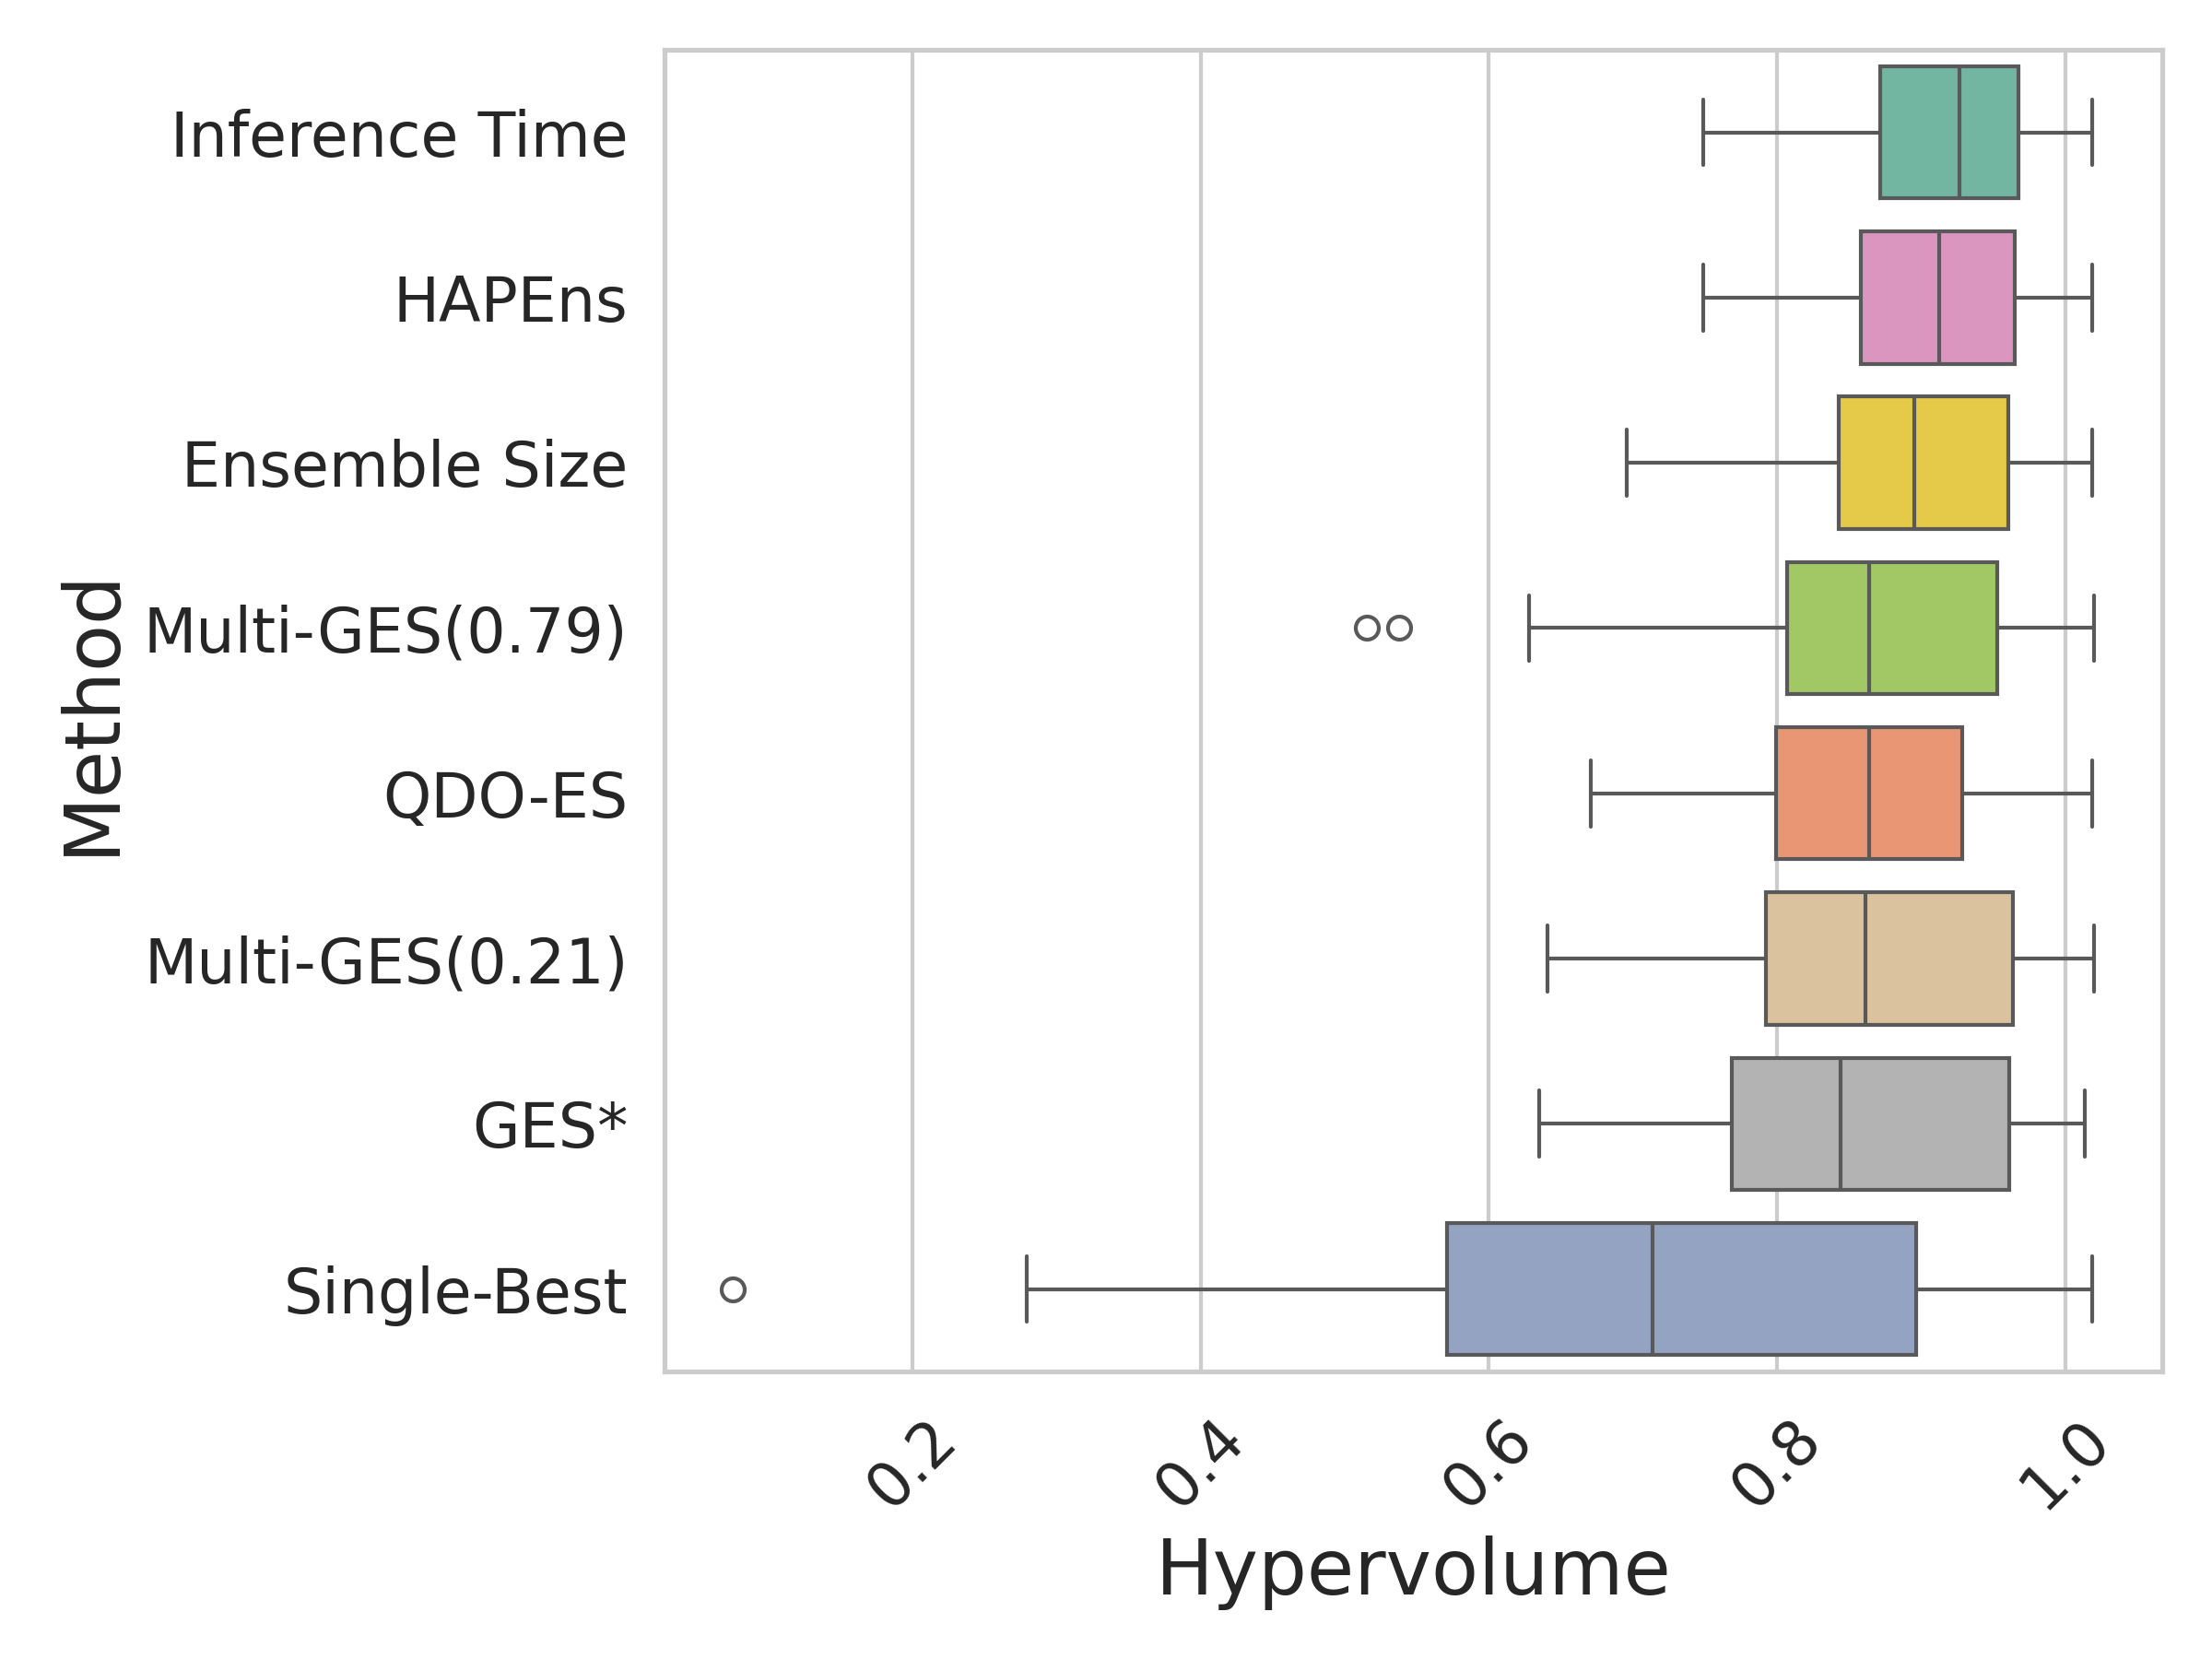 Method
Inference Time
HAPEns
Ensemble Size
Multi-GES(0.79)
QDO-ES
Multi-GES(0.21)
GES*
Single-Best
0.2
0.4
0.6
0.8
1.0
Hypervolume